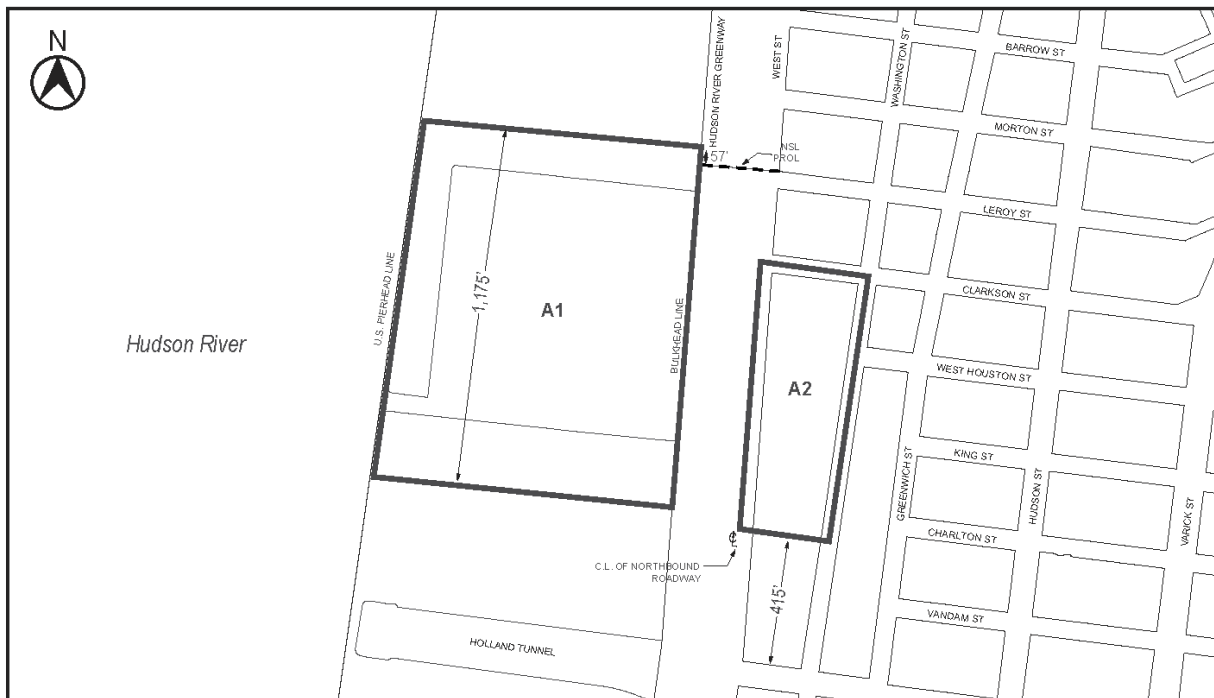 N
HUDSON RIVER GREENWAY
WEST ST
WASHINGTON ST
BARROW ST
MORTON ST
NSL
PROL
57'
LEROY ST
U.S. PIERHEAD LINE
1,175'
A1
BULKHEAD LINE
Hudson River
CLARKSON ST
WEST HOUSTON ST
A2
KING ST
GREENWICH ST
HUDSON ST
VARICK ST
CHARLTON ST
C.L. OF NORTHBOUND
ROADWAY
415'
VANDAM ST
HOLLAND TUNNEL